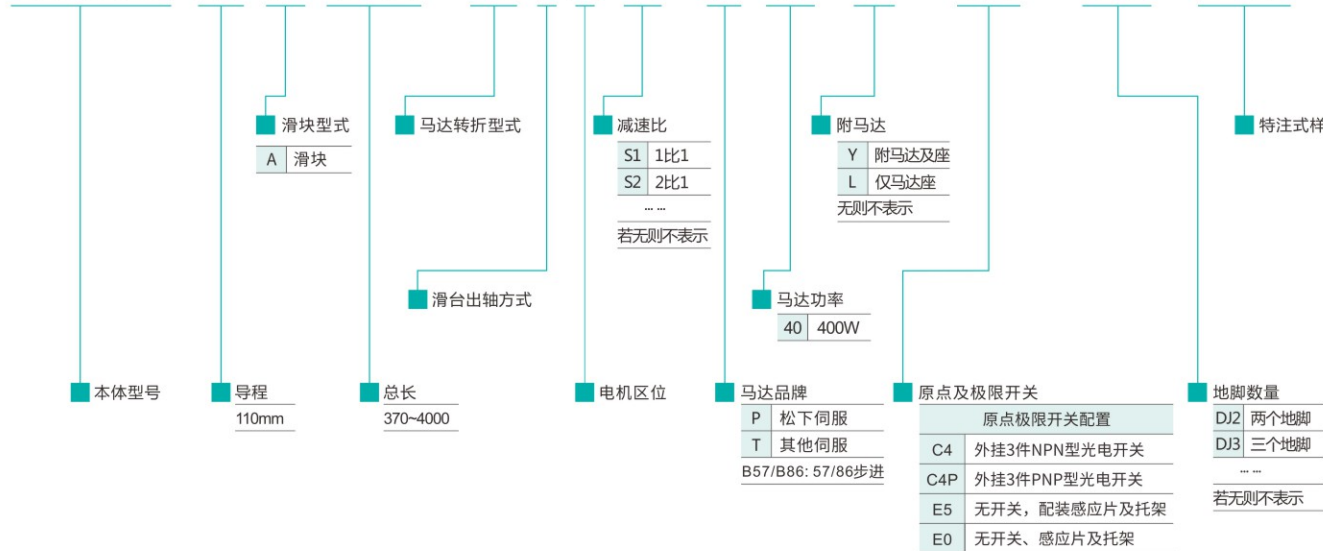 滑块型式
A 滑块
马达转折型式
减速比
S1 1比1
S2 2比1
... ...
若无则不表示
附马达
Y 附马达及座
L 仅马达座
无则不表示
特注式样
滑台出轴方式
马达功率
40 400W
本体型号
导程
110mm
总长
370~4000
电机区位
马达品牌
P 松下伺服
T 其他伺服
B57/B86: 57/86步进
原点及极限开关
原点极限开关配置
C4 外挂3件NPN型光电开关
C4P 外挂3件PNP型光电开关
E5 无开关，配装感应片及托架
E0 无开关、感应片及托架
地脚数量
DJ2 两个地脚
DJ3 三个地脚
... ...
若无则不表示